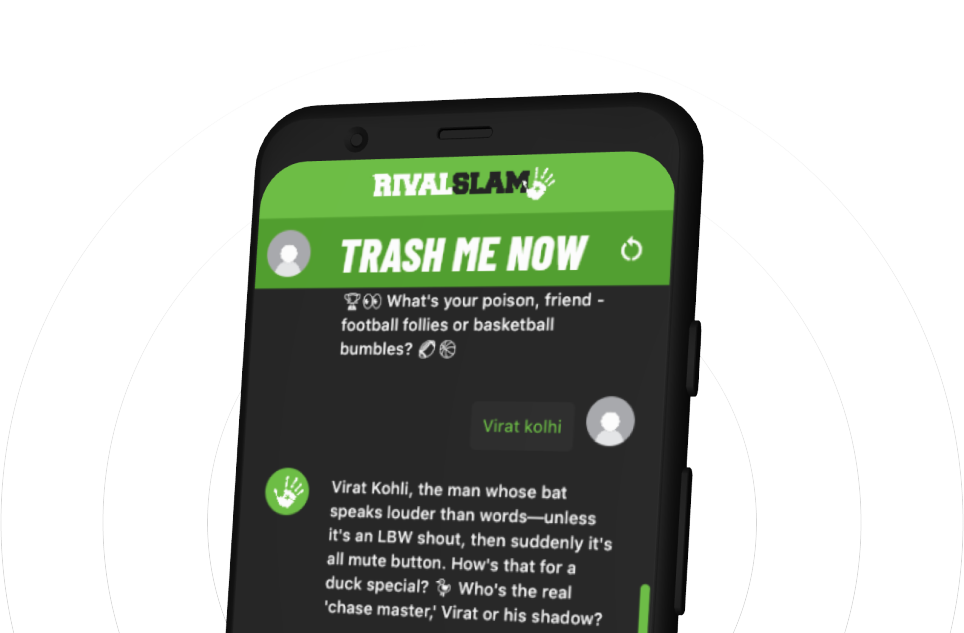 RIVALSLAM
TRASH ME NOW
🏆👀 What's your poison, friend -
football follies or basketball
bumbles? 🏈🏀
Virat kolhi
Virat Kohli, the man whose bat
speaks louder than words—unless
it's an LBW shout, then suddenly it's
all mute button. How's that for a
duck special? 🦆 Who's the real
'chase master,' Virat or his shadow?